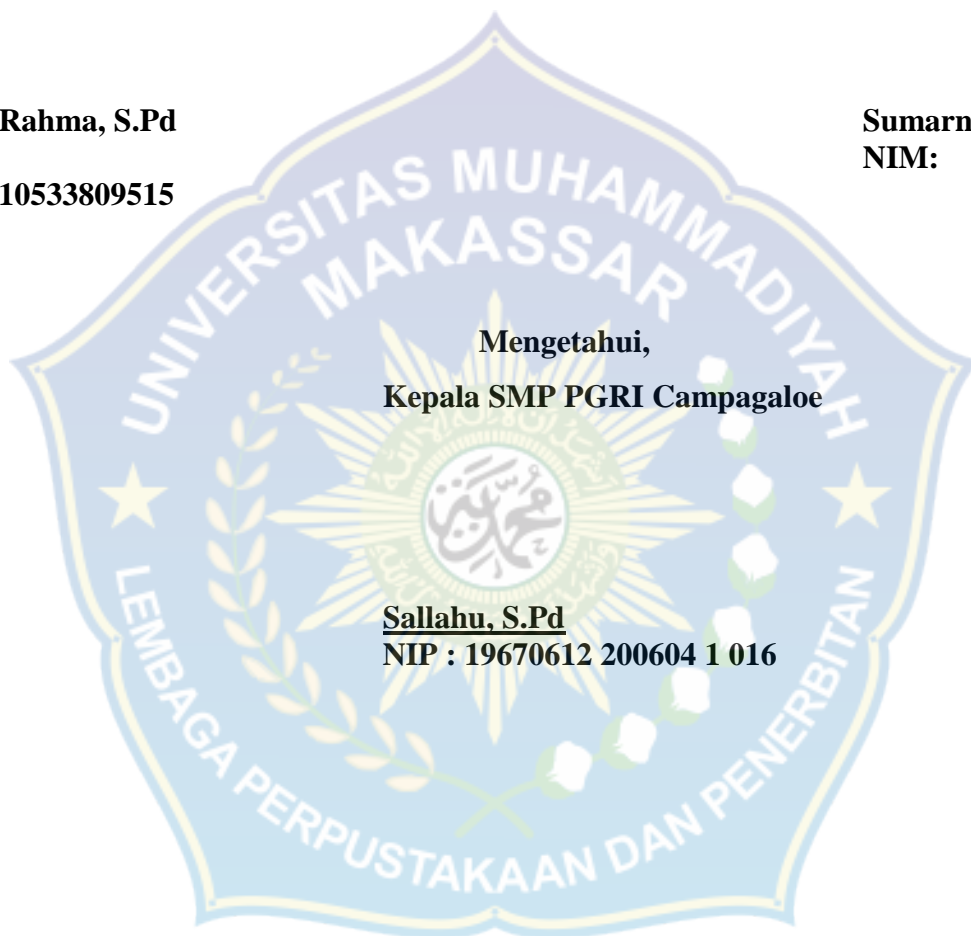 Rahma, S.Pd
Sumarn
NIM:
10533809515
UNIVERSITAS MUHAMMADIYAH
MAKASSAR
Mengetahui,
Kepala SMP PGRI Campagaloe
محمدية
Sallahu, S.Pd
NIP : 19670612 200604 1 016
LEMBAGA PERPUSTAKAAN DAN PENERBITAN